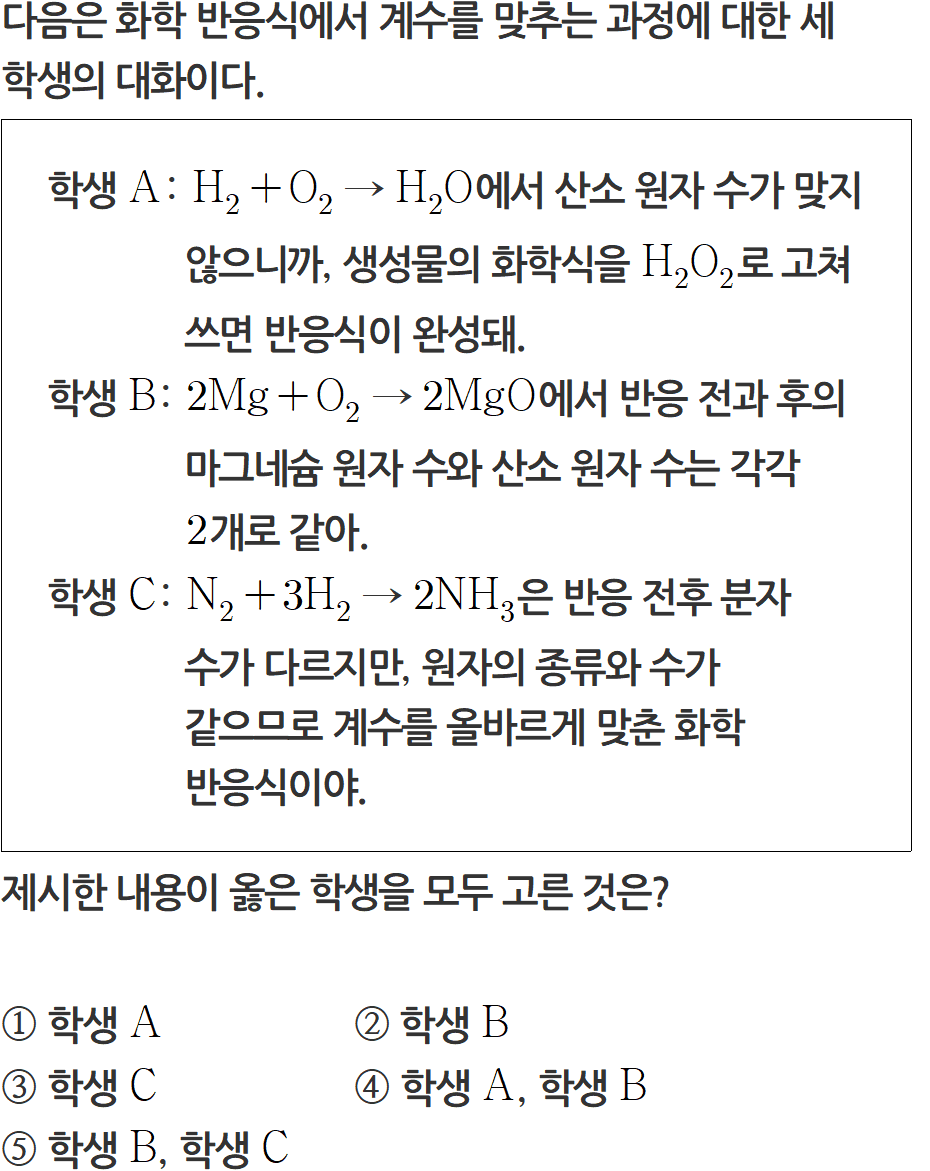 다음은 화학 반응식에서 계수를 맞추는 과정에 대한 세
학생의 대화이다.
학생 A: H₂+O₂→H₂O에서 산소 원자 수가 맞지
않으니까, 생성물의 화학식을 H₂O₂로 고쳐
쓰면 반응식이 완성돼.
학생 B: 2Mg+O₂→2MgO에서 반응 전과 후의
마그네슘 원자 수와 산소 원자 수는 각각
2개로 같아.
학생 C: N₂+3H₂→2NH₃은 반응 전후 분자
수가 다르지만, 원자의 종류와 수가
같으므로 계수를 올바르게 맞춘 화학
반응식이야.
제시한 내용이 옳은 학생을 모두 고른 것은?
① 학생 A ② 학생 B
③ 학생 C ④ 학생 A, 학생 B
⑤ 학생 B, 학생 C